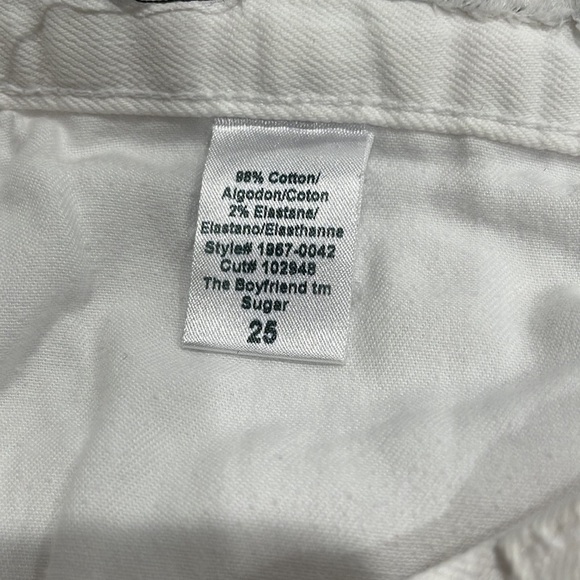 98% Cotton/
Algodon/Coton
2% Elastane/
Elastano/Elasthanne
Style# 1957-0042
Cut# 102948
The Boyfriend tm
Sugar
25